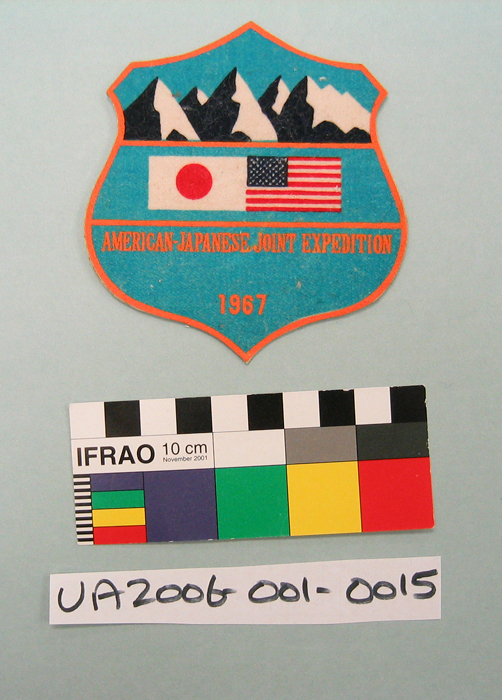 AMERICAN-JAPANESE JOINT EXPEDITION
1967
IFRAO 10 cm
November 2001
UA2006-001-0015